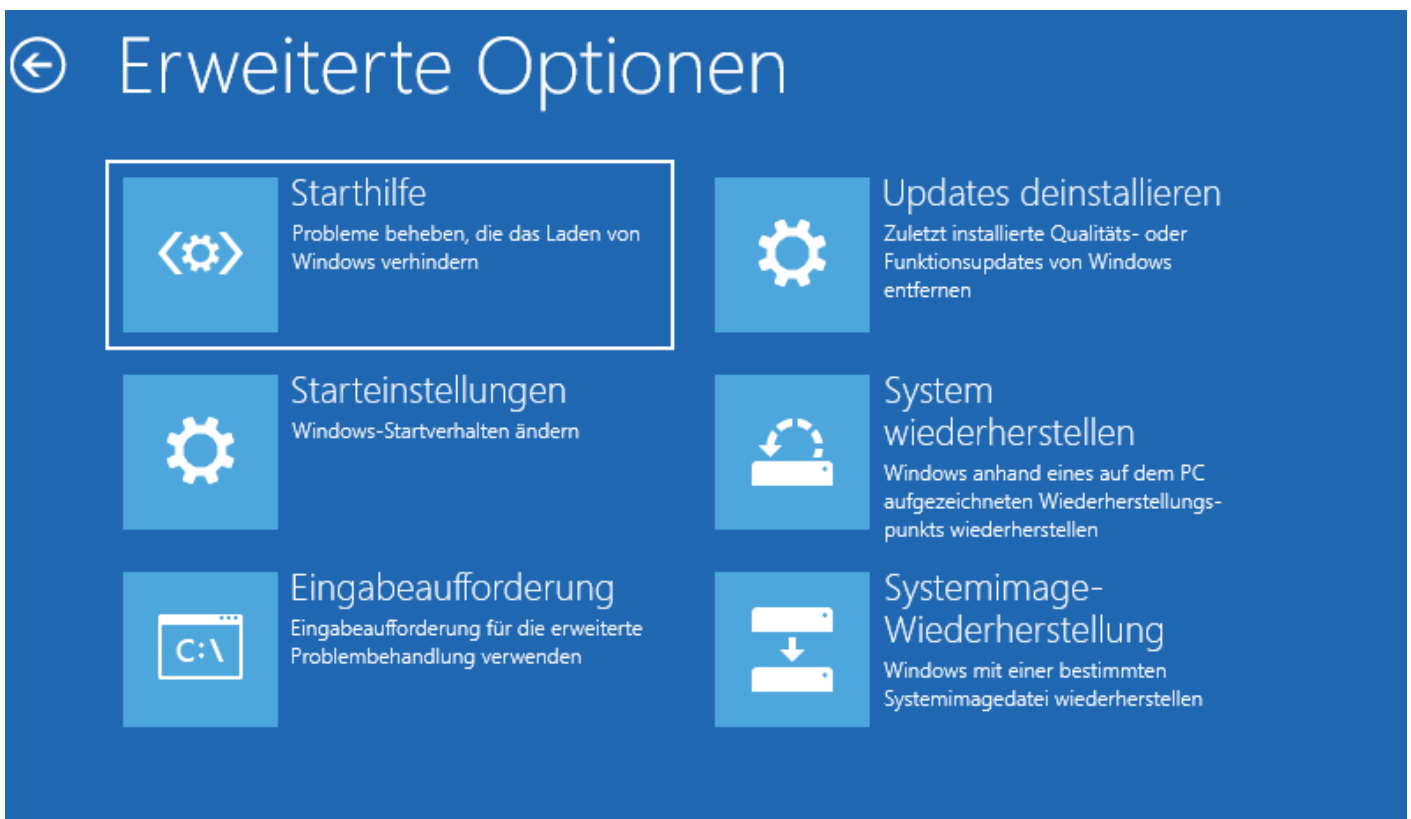 Erweiterte Optionen
Starthilfe
Probleme beheben, die das Laden von
Windows verhindern
Starteinstellungen
Windows-Startverhalten ändern
C:\
Eingabeaufforderung
Eingabeaufforderung für die erweiterte
Problembehandlung verwenden
Updates deinstallieren
Zuletzt installierte Qualitäts- oder
Funktionsupdates von Windows
entfernen
System
wiederherstellen
Windows anhand eines auf dem PC
aufgezeichneten Wiederherstellungs-
punkts wiederherstellen
Systemimage-
Wiederherstellung
Windows mit einer bestimmten
Systemimagedatei wiederherstellen